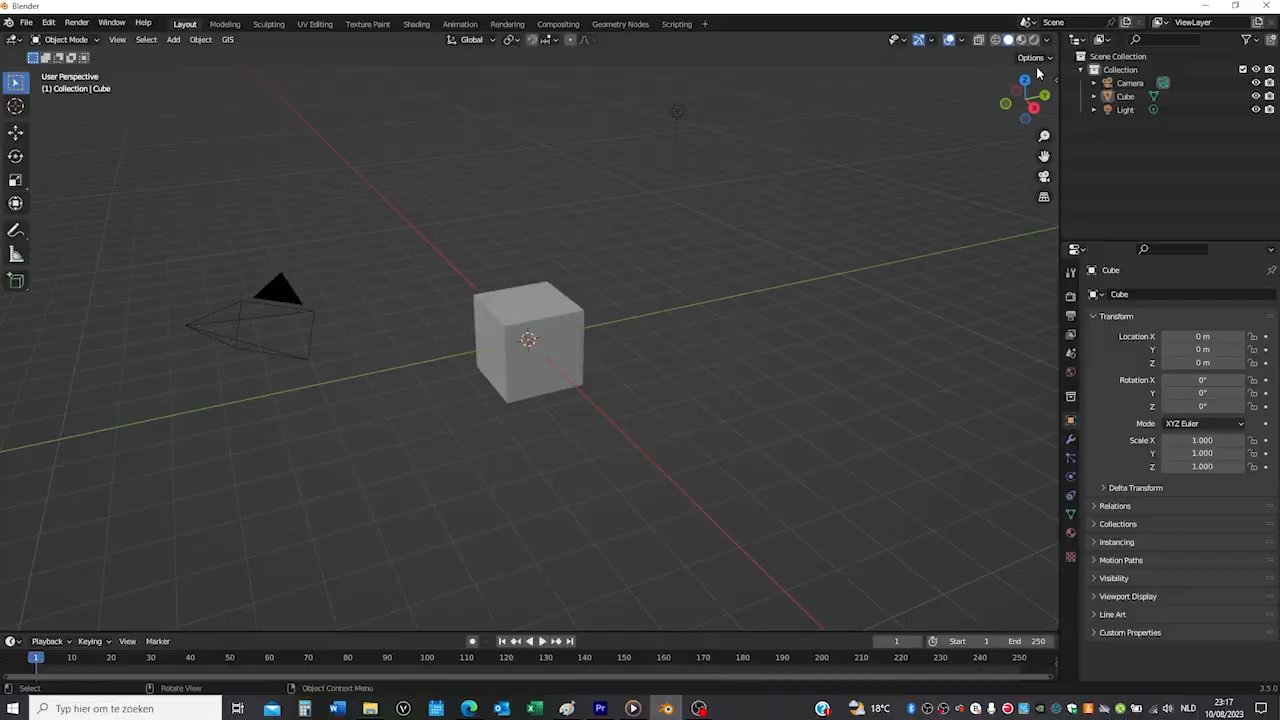 Blender
File Edit Render Window Help Layout Modeling Sculpting UV Editing Texture Paint Shading Animation Rendering Compositing Geometry Nodes Scripting + Scene ViewLayer
Object Mode View Select Add Object GIS Global
Options
User Perspective
(1) Collection | Cube
Z
Y
X
Scene Collection
Collection
Camera
Cube
Light
Cube
Cube
Transform
Location X 0 m
Y 0 m
Z 0 m
Rotation X 0°
Y 0°
Z 0°
Mode XYZ Euler
Scale X 1.000
Y 1.000
Z 1.000
Delta Transform
Relations
Collections
Instancing
Motion Paths
Visibility
Viewport Display
Line Art
Custom Properties
Playback Keying View Marker 1 Start 1 End 250
1 10 20 30 40 50 60 70 80 90 100 110 120 130 140 150 160 170 180 190 200 210 220 230 240 250
Select Rotate View Object Context Menu 3.5.0
Typ hier om te zoeken 18°C NLD 23:17
10/08/2023